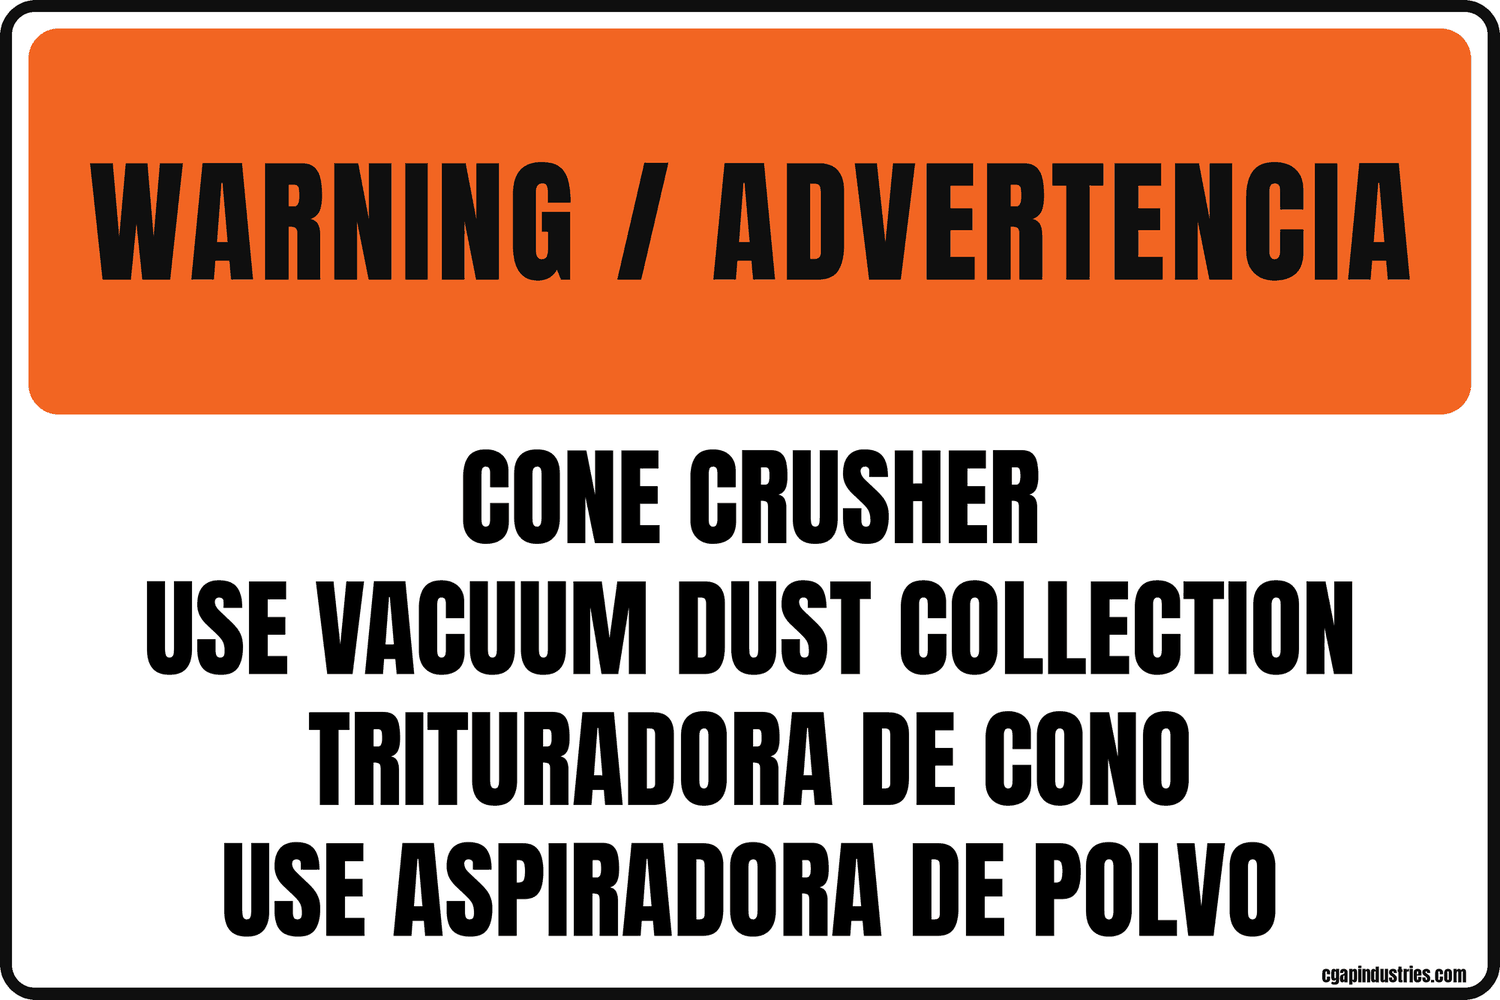 WARNING / ADVERTENCIA
CONE CRUSHER
USE VACUUM DUST COLLECTION
TRITURADORA DE CONO
USE ASPIRADORA DE POLVO
cgapindustries.com